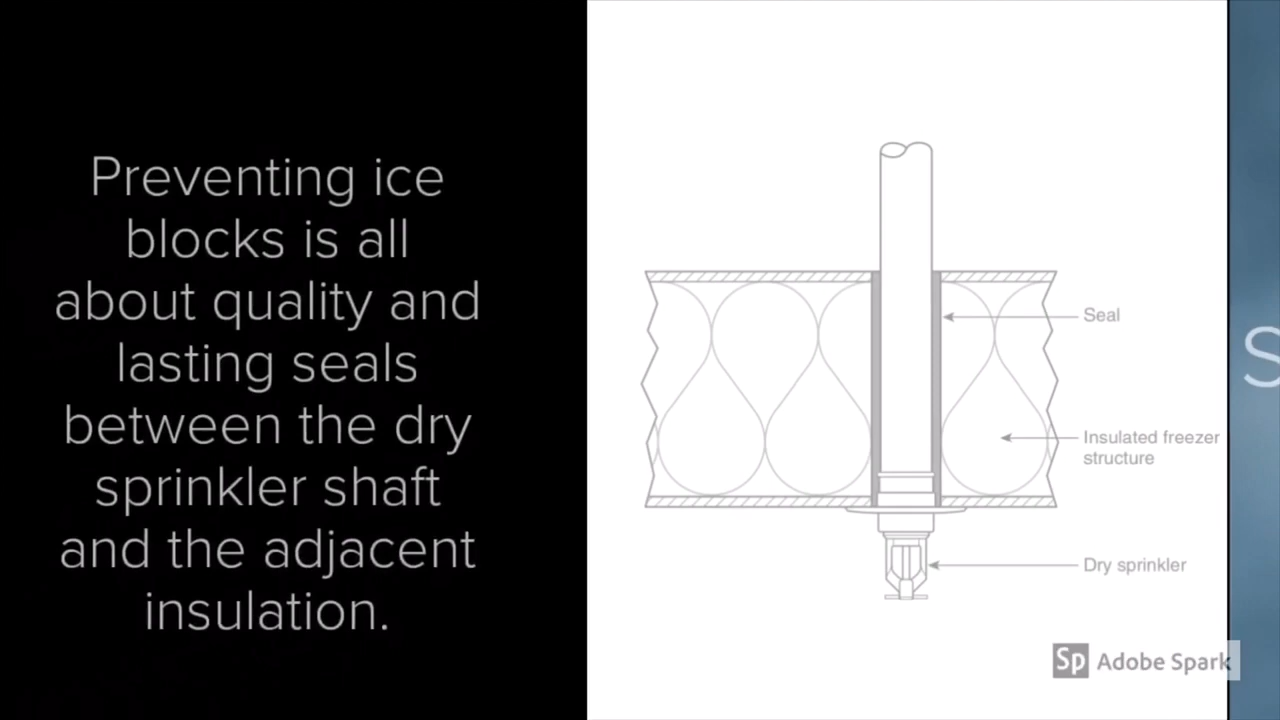 Preventing ice
blocks is all
about quality and
lasting seals
between the dry
sprinkler shaft
and the adjacent
insulation.
Seal
Insulated freezer
structure
Dry sprinkler
Sp Adobe Spark
S